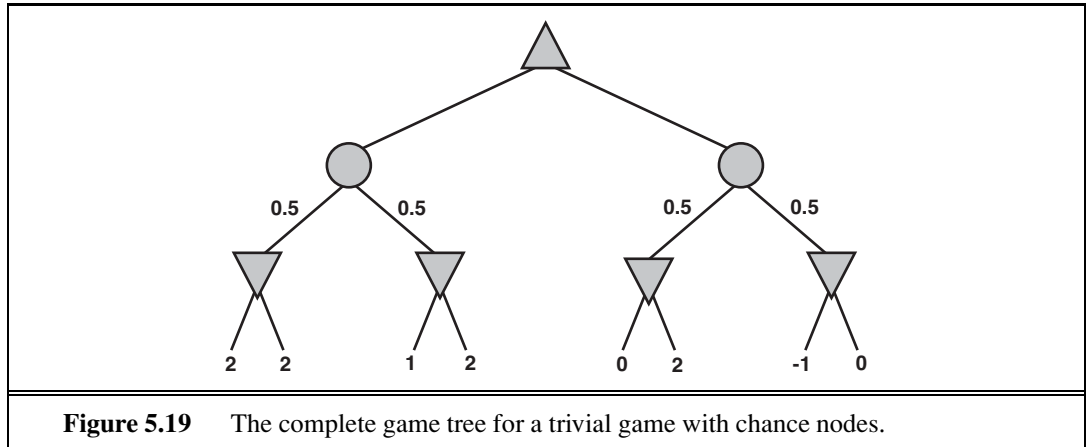 0.5 0.5 0.5 0.5
2 2 1 2 0 2 -1 0
Figure 5.19 The complete game tree for a trivial game with chance nodes.